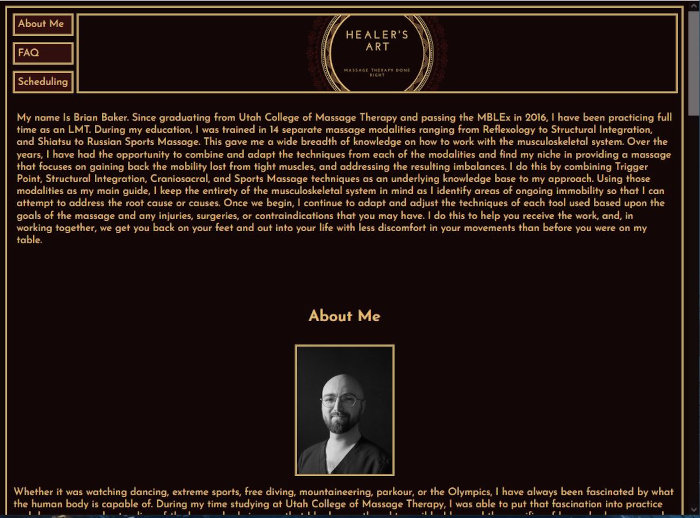 About Me
FAQ
Scheduling
HEALER'S
ART
MASSAGE THERAPY DONE
RIGHT
My name Is Brian Baker. Since graduating from Utah College of Massage Therapy and passing the MBLEx in 2016, I have been practicing full
time as an LMT. During my education, I was trained in 14 separate massage modalities ranging from Reflexology to Structural Integration,
and Shiatsu to Russian Sports Massage. This gave me a wide breadth of knowledge on how to work with the musculoskeletal system. Over the
years, I have had the opportunity to combine and adapt the techniques from each of the modalities and find my niche in providing a massage
that focuses on gaining back the mobility lost from tight muscles, and addressing the resulting imbalances. I do this by combining Trigger
Point, Structural Integration, Craniosacral, and Sports Massage techniques as an underlying knowledge base to my approach. Using those
modalities as my main guide, I keep the entirety of the musculoskeletal system in mind as I identify areas of ongoing immobility so that I can
attempt to address the root cause or causes. Once we begin, I continue to adapt and adjust the techniques of each tool used based upon the
goals of the massage and any injuries, surgeries, or contraindications that you may have. I do this to help you receive the work, and, in
working together, we get you back on your feet and out into your life with less discomfort in your movements than before you were on my
table.
About Me
Whether it was watching dancing, extreme sports, free diving, mountaineering, parkour, or the Olympics, I have always been fascinated by what
the human body is capable of. During my time studying at Utah College of Massage Therapy, I was able to put that fascination into practice